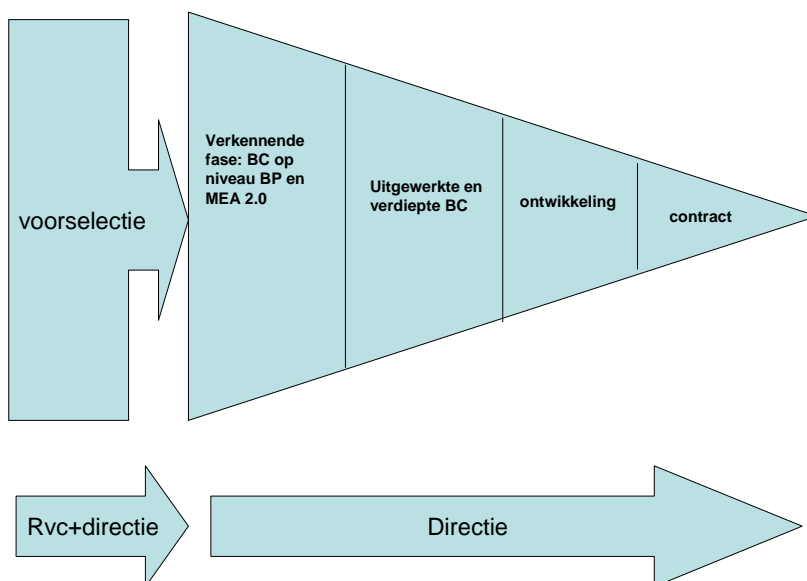 voorselectie
Verkennende
fase: BC op
niveau BP en
MEA 2.0
Uitgewerkte en
verdiepte BC
ontwikkeling
contract
Rvc+directie
Directie